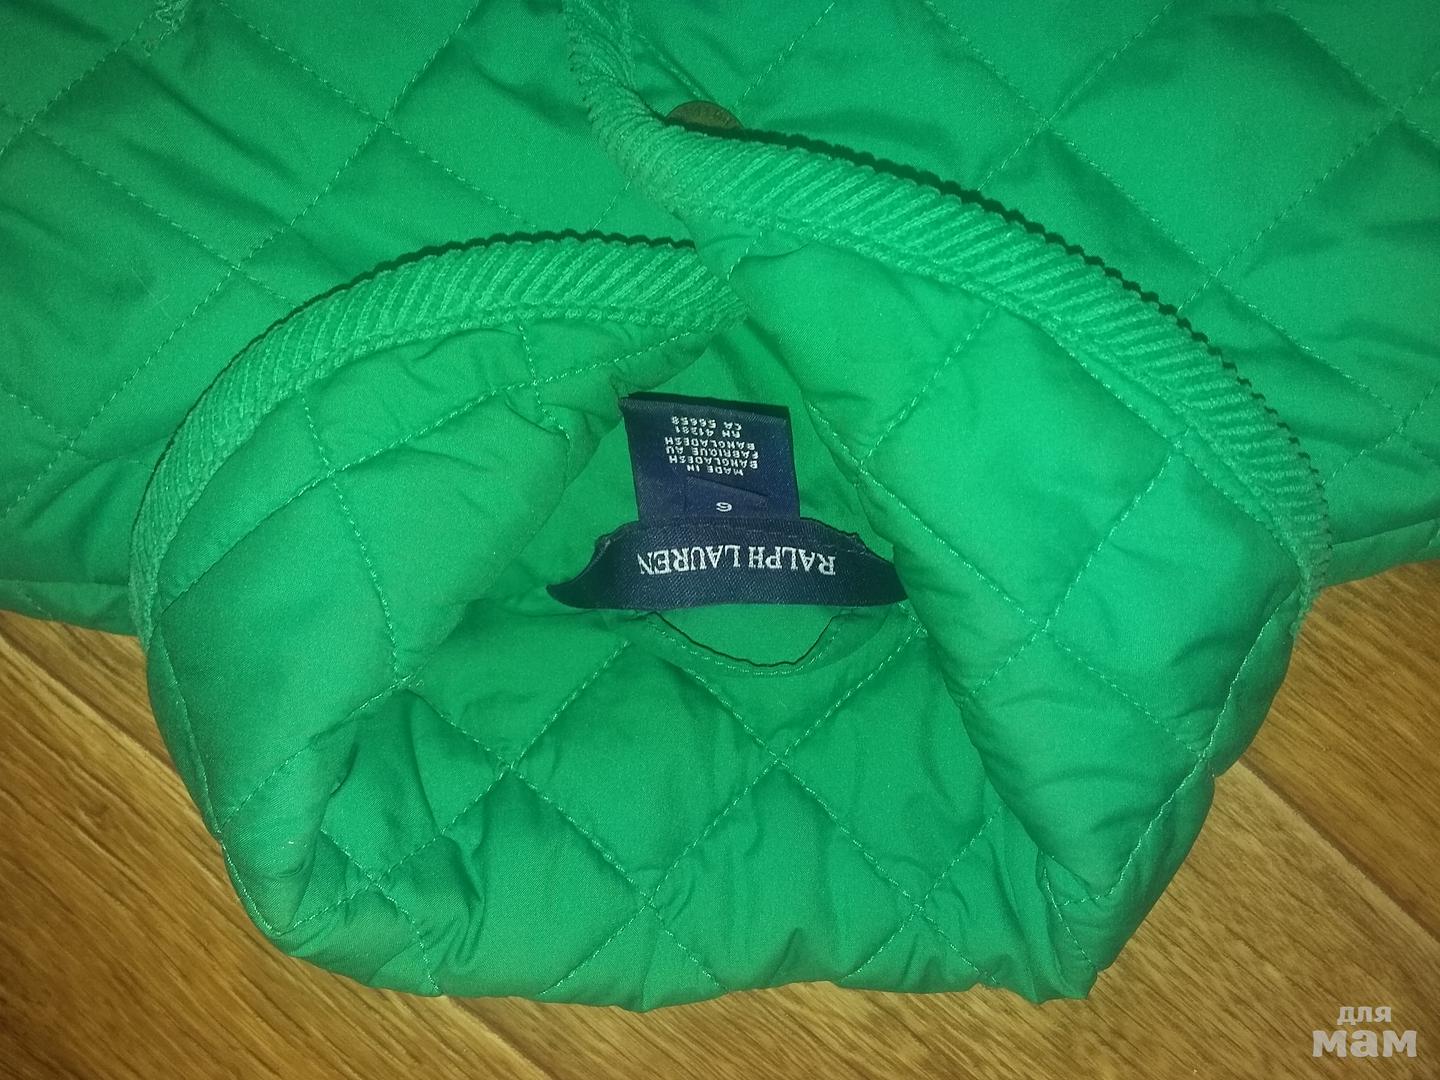 RALPH LAUREN
6
MADE IN
BANGLADESH
FABRIQUE AU
BANGLADESH
RN 41381
CA 56658
для
мам